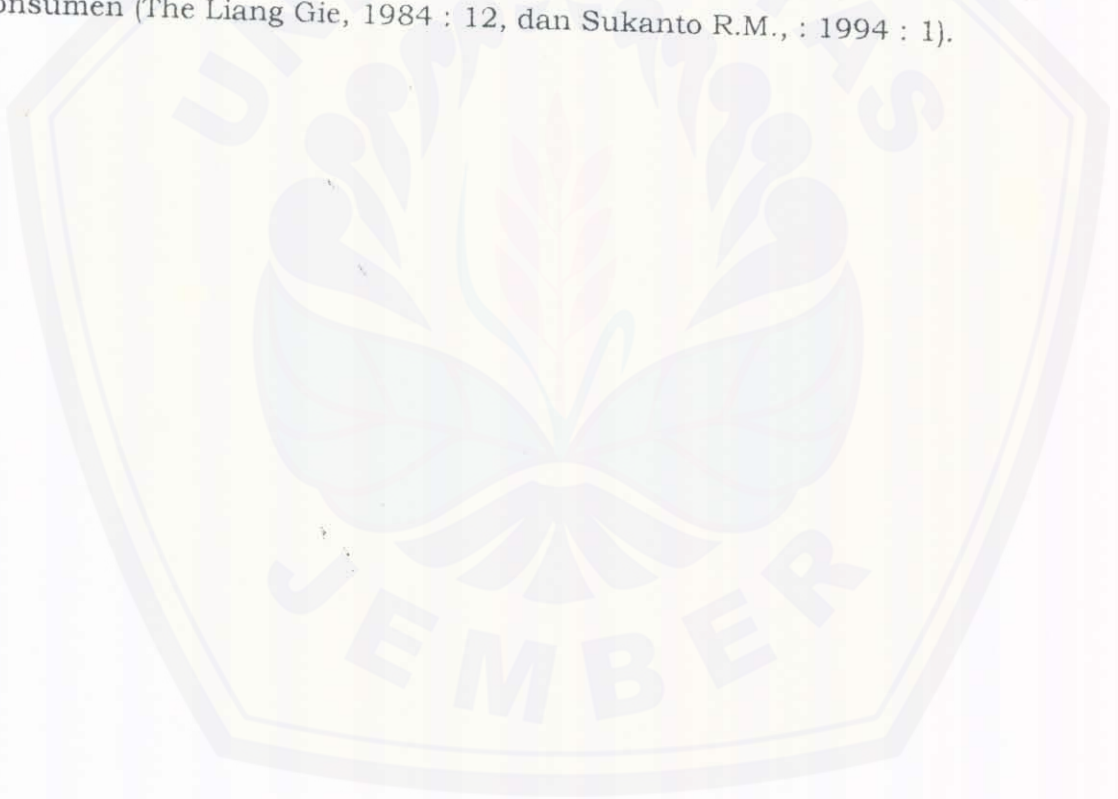 onsumen (The Liang Gie, 1984 : 12, dan Sukanto R.M., : 1994 : 1).
JEMBER